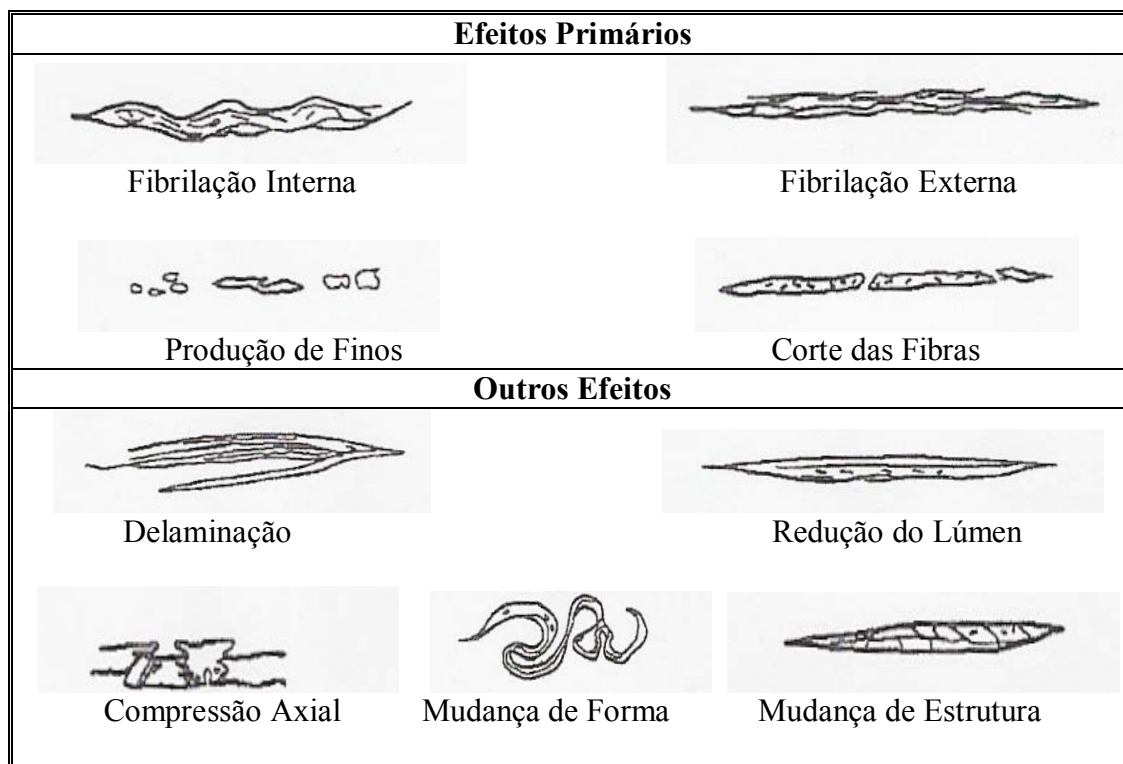 Efeitos Primários
Fibrilação Interna
Fibrilação Externa
Produção de Finos
Corte das Fibras
Outros Efeitos
Delaminação
Redução do Lúmen
Compressão Axial
Mudança de Forma
Mudança de Estrutura